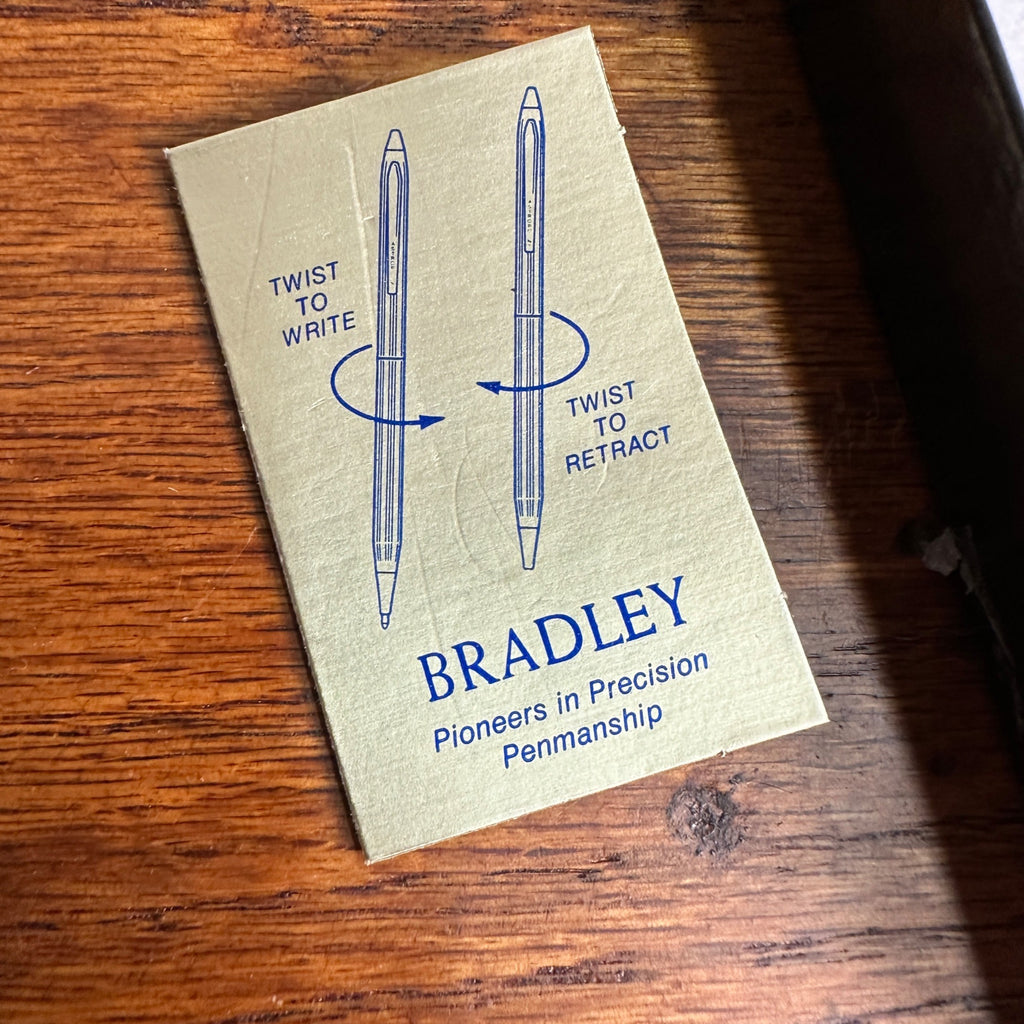 TWIST
TO
WRITE
TWIST
TO
RETRACT
BRADLEY
Pioneers in Precision
Penmanship